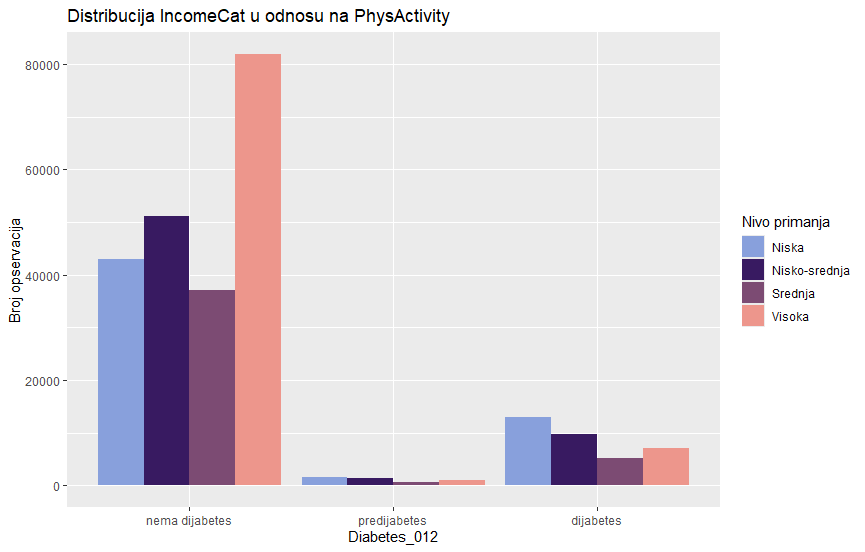 Distribucija IncomeCat u odnosu na PhysActivity
80000
60000
40000
20000
0
Broj opservacija
nema dijabetes
predijabetes
dijabetes
Diabetes_012
Nivo primanja
Niska
Nisko-srednja
Srednja
Visoka